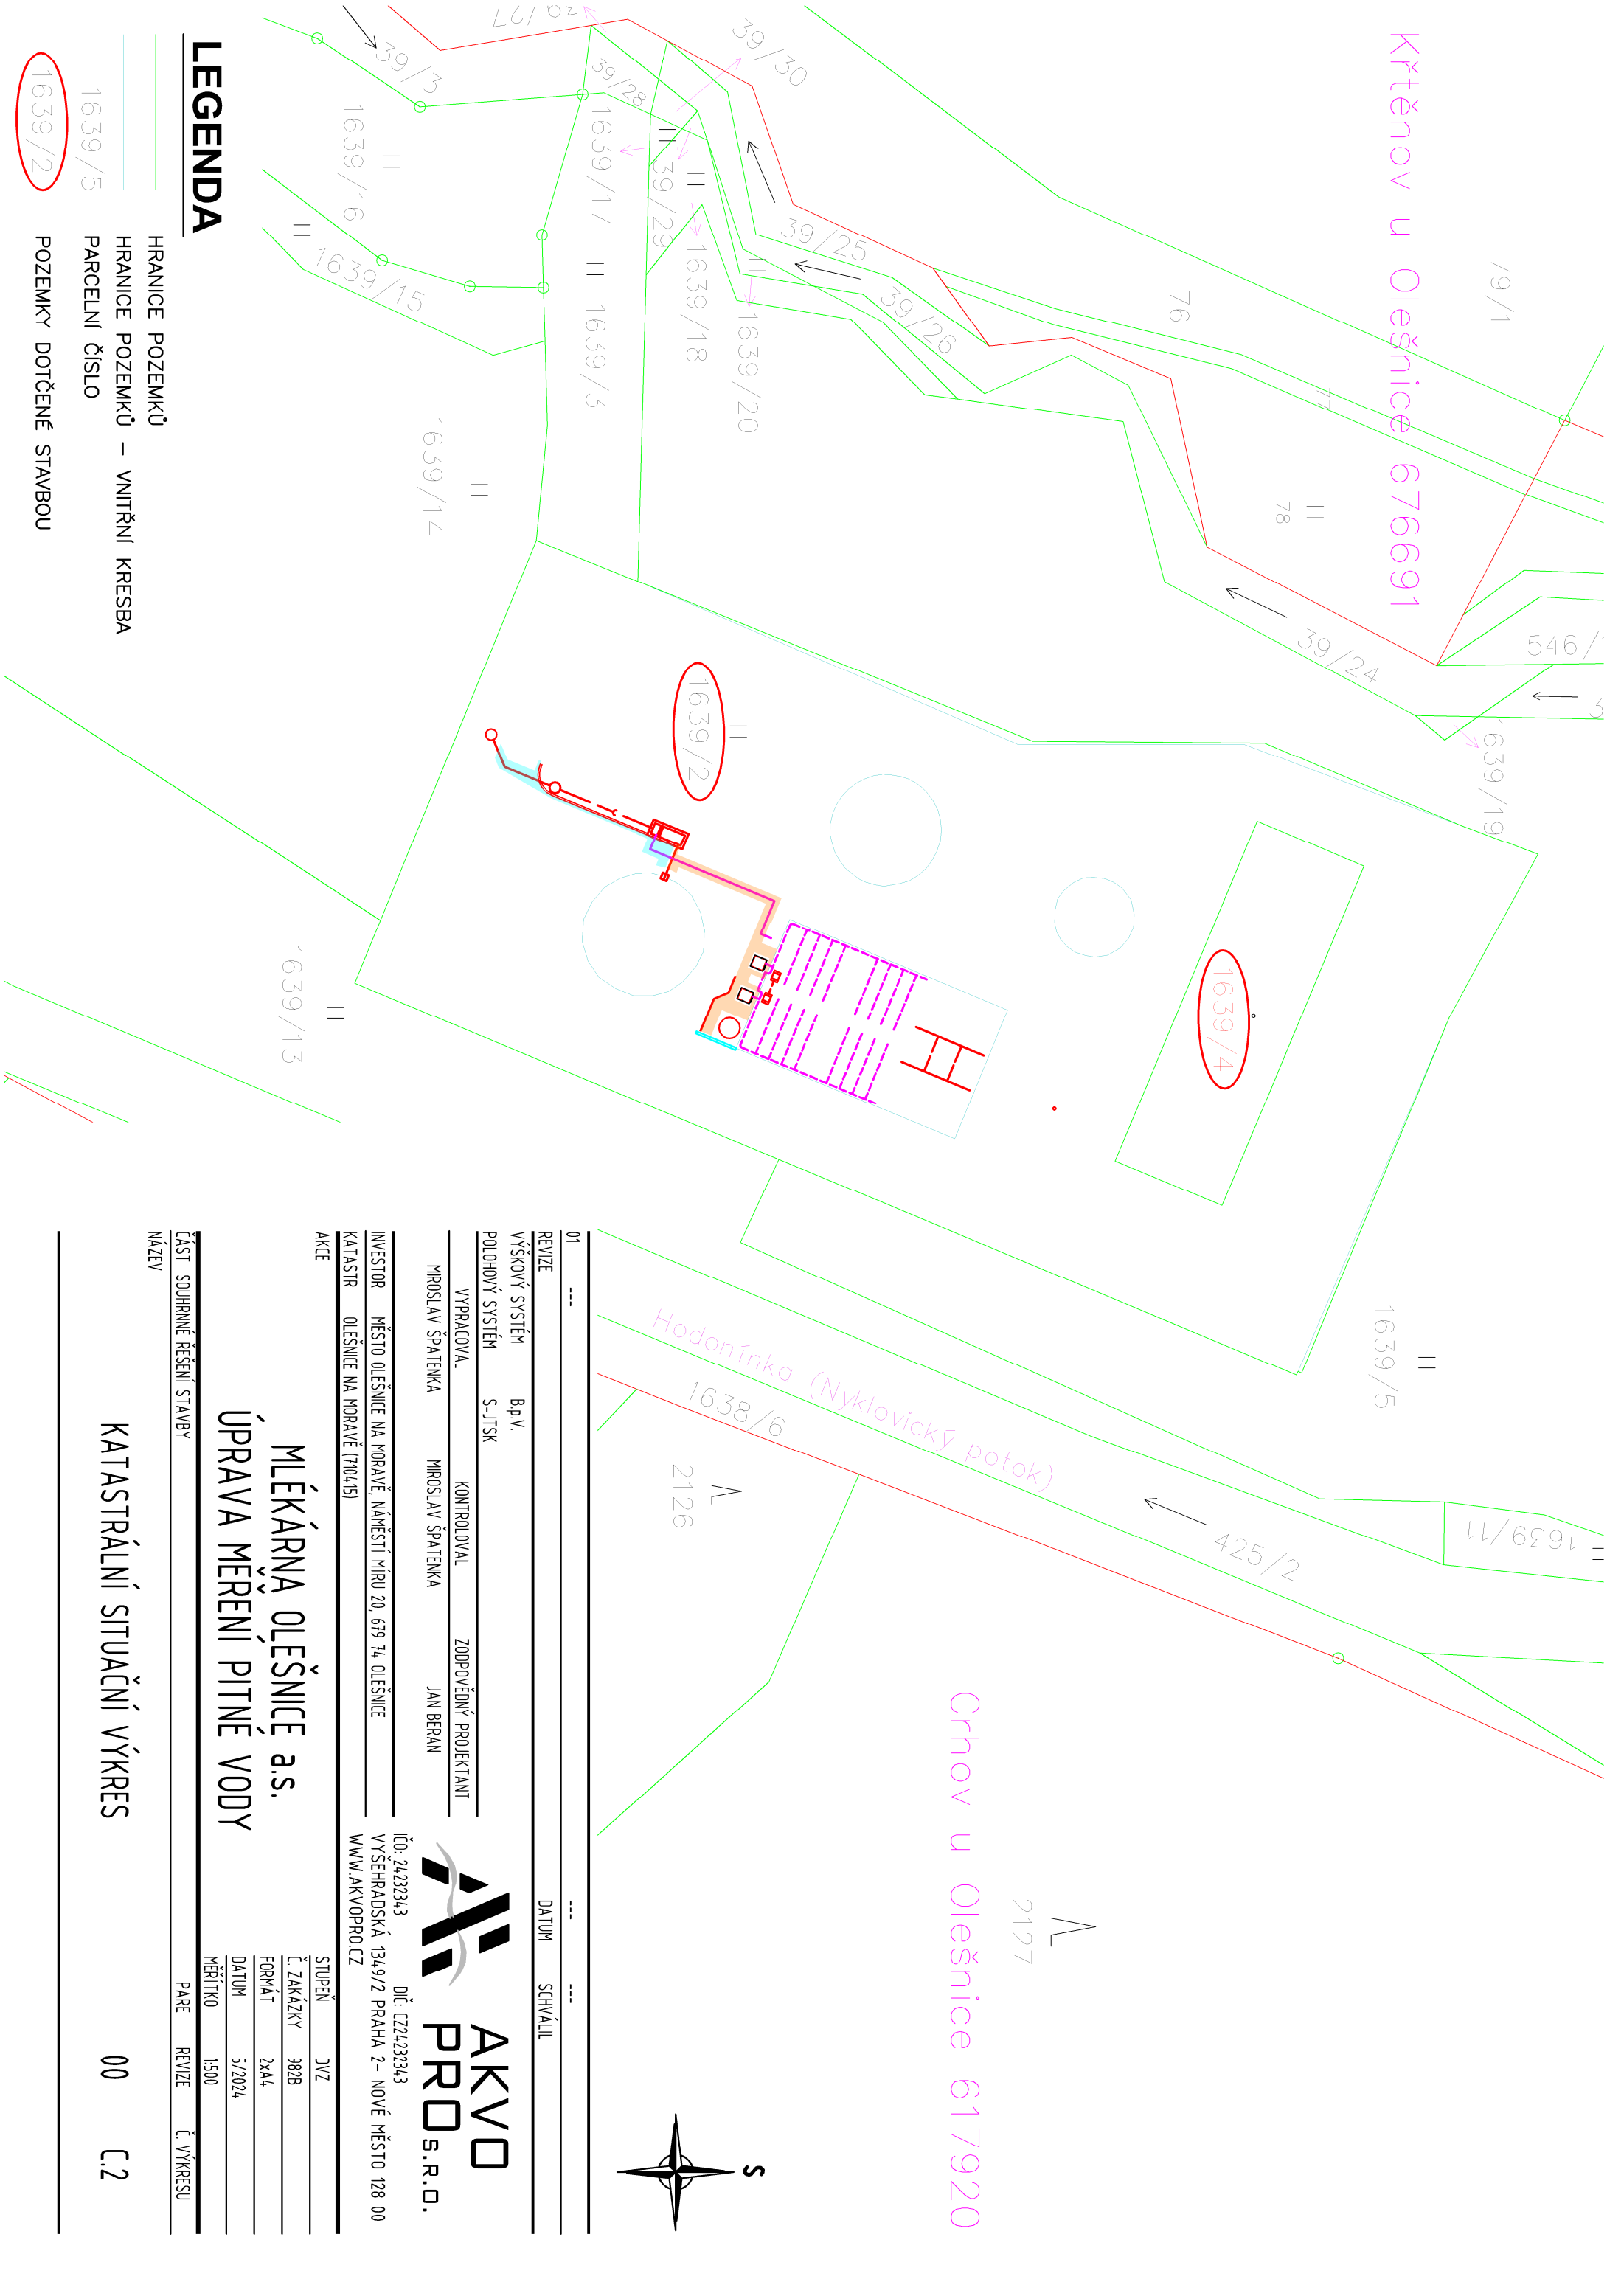 Křtěnov u Olešnice 676691
79/1
76
77
78
39/30
39/27
39/3
39/28
39/25
39/26
39/29
39/24
546/
1639/19
1639/17
1639/16
1639/15
1639/18
1639/20
1639/3
1639/14
1639/2
1639/4
1639/13
1639/5
1639/11
Hodonínka (Nyklovický potok)
1638/6
425/2
2126
2127
Crhov u Olešnice 617920
S
LEGENDA
HRANICE POZEMKŮ
HRANICE POZEMKŮ – VNITŘNÍ KRESBA
1639/5 PARCELNÍ ČÍSLO
1639/2 POZEMKY DOTČENÉ STAVBOU
01 --- --- ---
REVIZE DATUM SCHVÁLIL
VÝŠKOVÝ SYSTÉM B.p.V.
POLOHOVÝ SYSTÉM S-JTSK
VYPRACOVAL KONTROLOVAL ZODPOVĚDNÝ PROJEKTANT
MIROSLAV ŠPATENKA MIROSLAV ŠPATENKA JAN BERAN
AKVO
PRO s.r.o.
IČO: 24232343 DIČ: CZ24232343
VYŠEHRADSKÁ 1349/2 PRAHA 2- NOVÉ MĚSTO 128 00
WWW.AKVOPRO.CZ
INVESTOR MĚSTO OLEŠNICE NA MORAVĚ, NÁMĚSTÍ MÍRU 20, 679 74 OLEŠNICE
KATASTR OLEŠNICE NA MORAVĚ (710415)
AKCE
MLÉKÁRNA OLEŠNICE a.s.
ÚPRAVA MĚŘENÍ PITNÉ VODY
STUPEŇ DVZ
Č. ZAKÁZKY 982B
FORMÁT 2xA4
DATUM 5/2024
MĚŘÍTKO 1:500
ČÁST SOUHRNNÉ ŘEŠENÍ STAVBY PARE REVIZE Č. VÝKRESU
NÁZEV
KATASTRÁLNÍ SITUAČNÍ VÝKRES 00 C.2